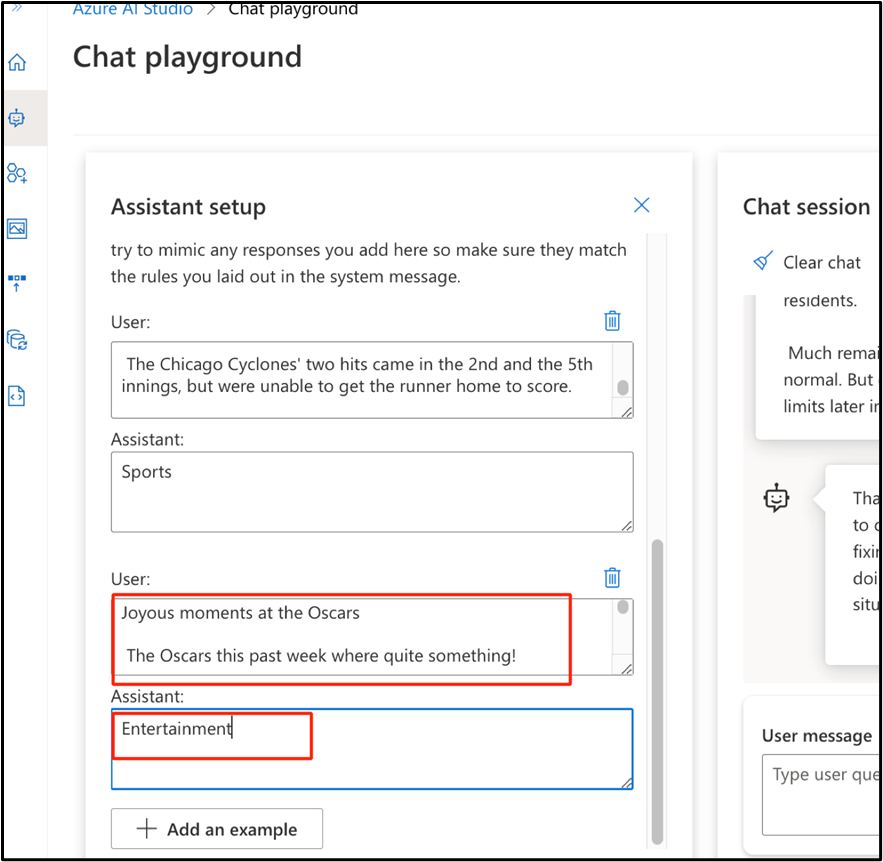 Azure AI Studio > Chat playground
Chat playground
Assistant setup
try to mimic any responses you add here so make sure they match
the rules you laid out in the system message.
User:
The Chicago Cyclones' two hits came in the 2nd and the 5th
innings, but were unable to get the runner home to score.
Assistant:
Sports
User:
Joyous moments at the Oscars
The Oscars this past week where quite something!
Assistant:
Entertainment
Add an example
Chat session
Clear chat
residents.
Much remai
normal. But
limits later i
Tha
to
fixi
doi
situ
User message
Type user que